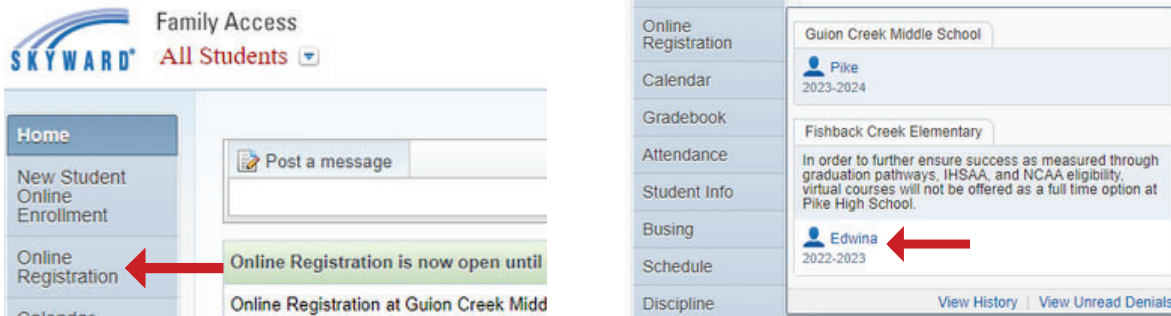 SKYWARD®
Family Access
All Students
Home
New Student
Online
Enrollment
Online
Registration
Post a message
Online Registration is now open until
Online Registration at Guion Creek Midd
Online
Registration
Calendar
Gradebook
Attendance
Student Info
Busing
Schedule
Discipline
Guion Creek Middle School
Pike
2023-2024
Fishback Creek Elementary
In order to further ensure success as measured through
graduation pathways, IHSAA, and NCAA eligibility,
virtual courses will not be offered as a full time option at
Pike High School.
Edwina
2022-2023
View History | View Unread Denials